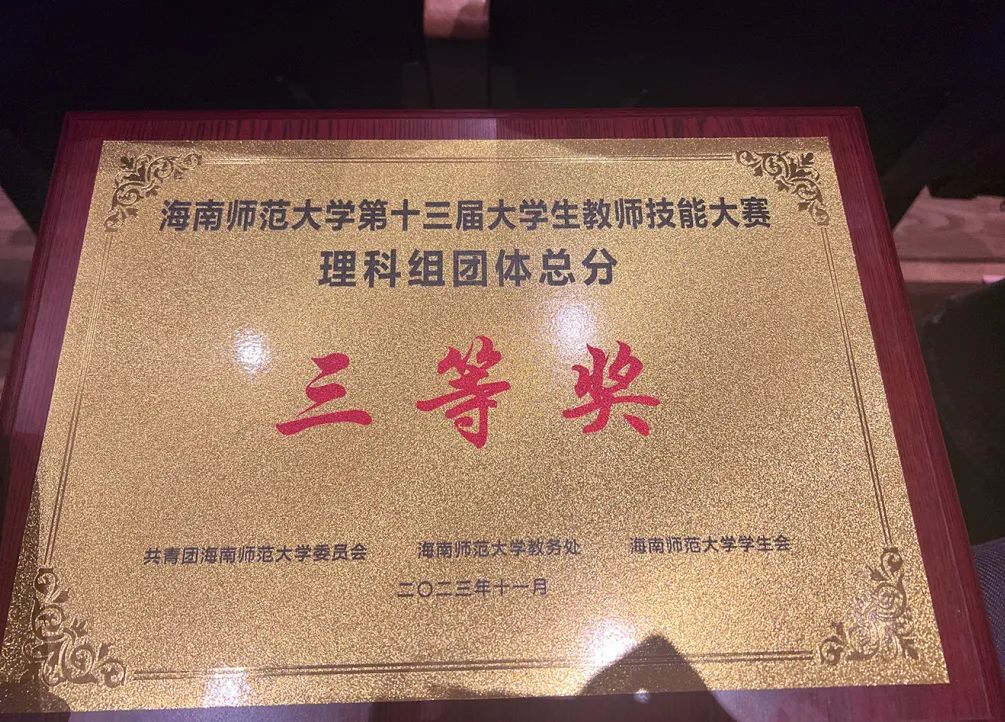 海南师范大学第十三届大学生教师技能大赛
理科组团体总分
三等奖
共青团海南师范大学委员会 海南师范大学教务处 海南师范大学学生会
二〇二三年十一月